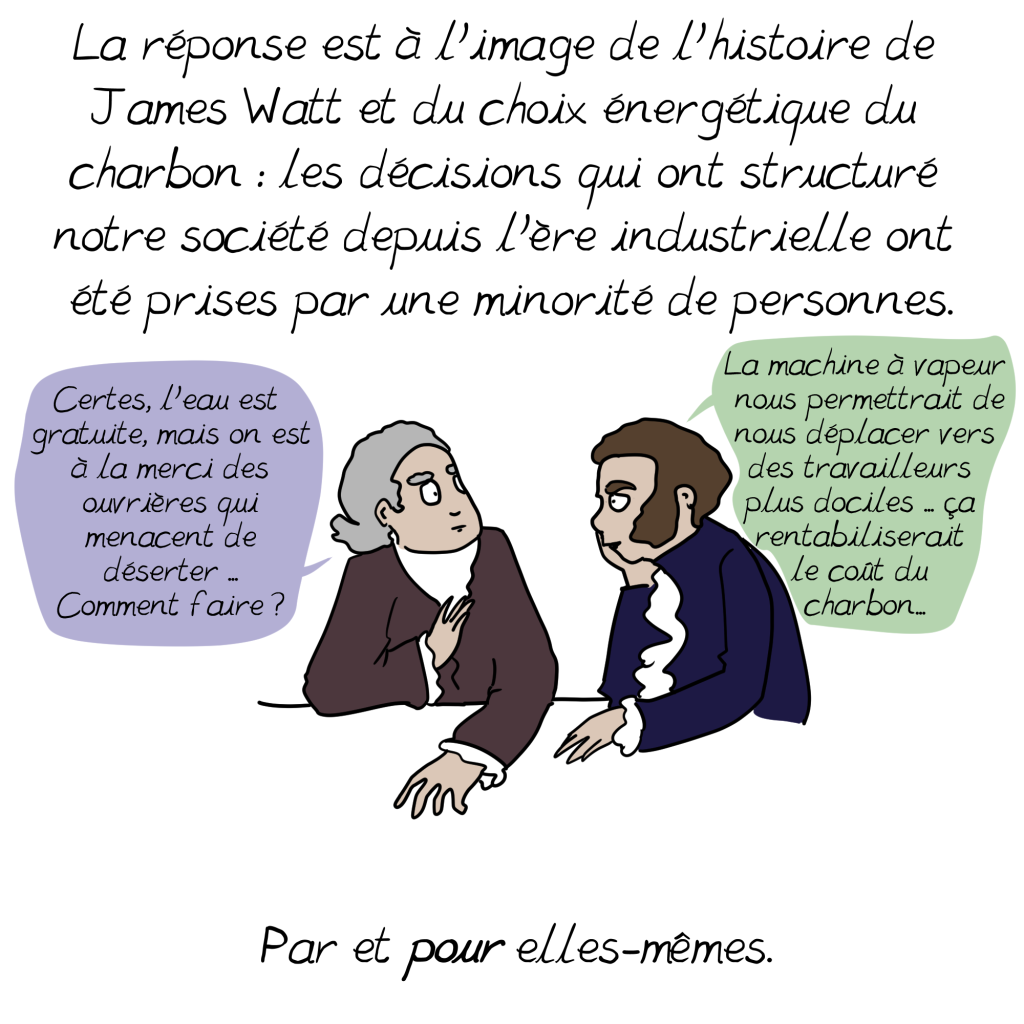 La réponse est à l'image de l'histoire de
James Watt et du choix énergétique du
charbon : les décisions qui ont structuré
notre société depuis l'ère industrielle ont
été prises par une minorité de personnes.
Certes, l'eau est
gratuite, mais on est
à la merci des
ouvrières qui
menacent de
déserter ...
Comment faire ?
La machine à vapeur
nous permettrait de
nous déplacer vers
des travailleurs
plus dociles ... ça
rentabiliserait
le coût du
charbon...
Par et pour elles-mêmes.